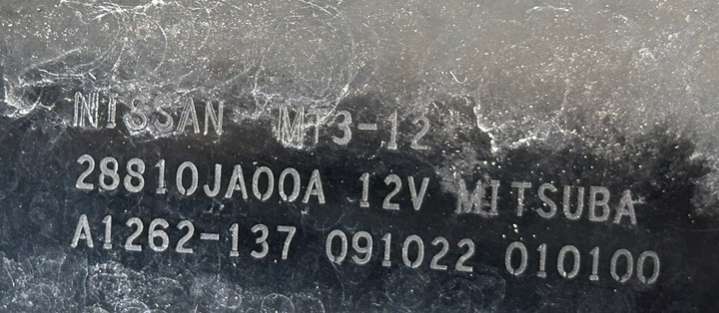 NISSAN MT3-12
28810JA00A 12V MITSUBA
A1262-137 091022 010100